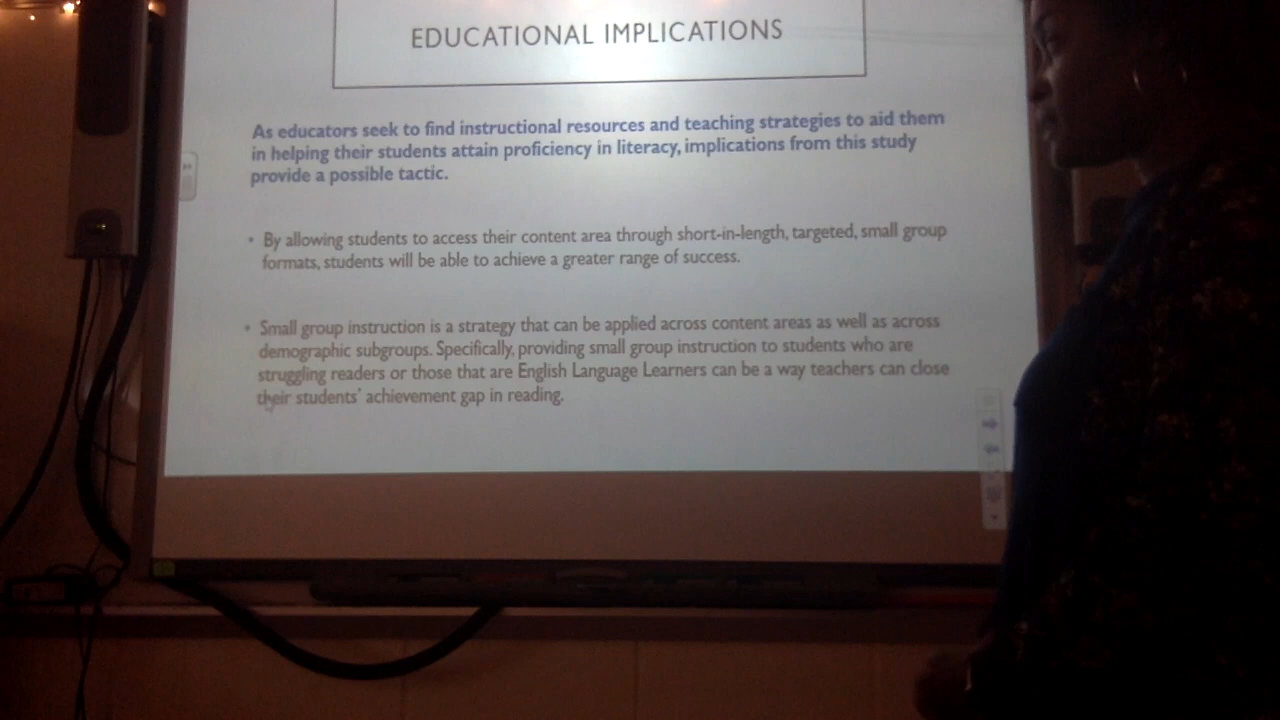 EDUCATIONAL IMPLICATIONS
As educators seek to find instructional resources and teaching strategies to aid them
in helping their students attain proficiency in literacy, implications from this study
provide a possible tactic.
• By allowing students to access their content area through short-in-length, targeted, small group
formats, students will be able to achieve a greater range of success.
• Small group instruction is a strategy that can be applied across content areas as well as across
demographic subgroups. Specifically, providing small group instruction to students who are
struggling readers or those that are English Language Learners can be a way teachers can close
their students' achievement gap in reading.